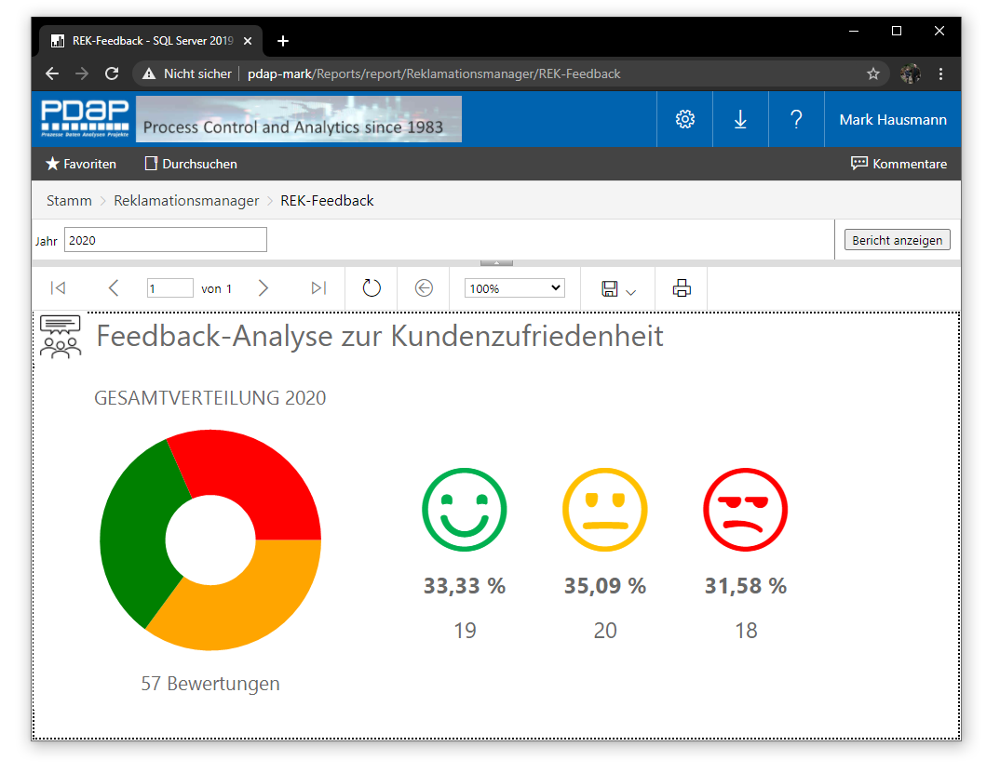 REK-Feedback - SQL Server 2019
Nicht sicher | pdap-mark/Reports/report/Reklamationsmanager/REK-Feedback
PDAP
Prozesse Daten Analysen Projekte
Process Control and Analytics since 1983
? Mark Hausmann
Favoriten Durchsuchen Kommentare
Stamm > Reklamationsmanager > REK-Feedback
Jahr 2020 Bericht anzeigen
1 von 1 100%
Feedback-Analyse zur Kundenzufriedenheit
GESAMTVERTEILUNG 2020
33,33 % 35,09 % 31,58 %
19 20 18
57 Bewertungen